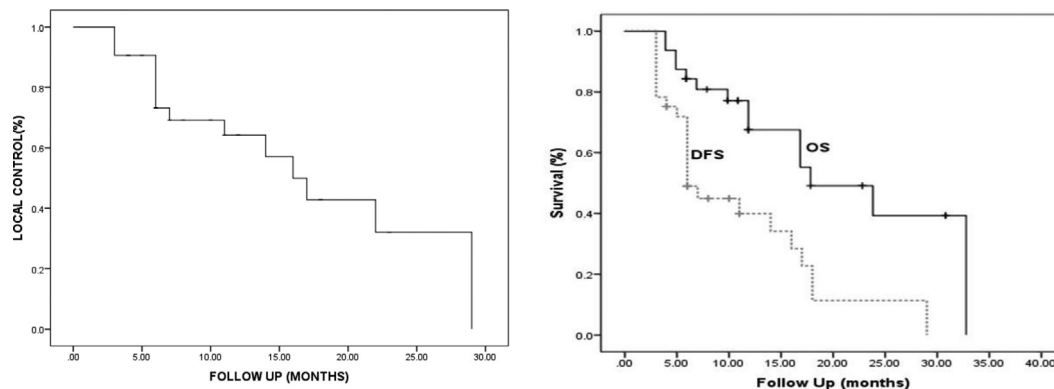 LOCAL CONTROL(%)
1.0
0.8
0.6
0.4
0.2
0.0
.00 5.00 10.00 15.00 20.00 25.00 30.00
FOLLOW UP (MONTHS)
Survival (%)
1.0
0.8
0.6
0.4
0.2
0.0
OS
DFS
.00 5.00 10.00 15.00 20.00 25.00 30.00 35.00 40.00
Follow Up (months)